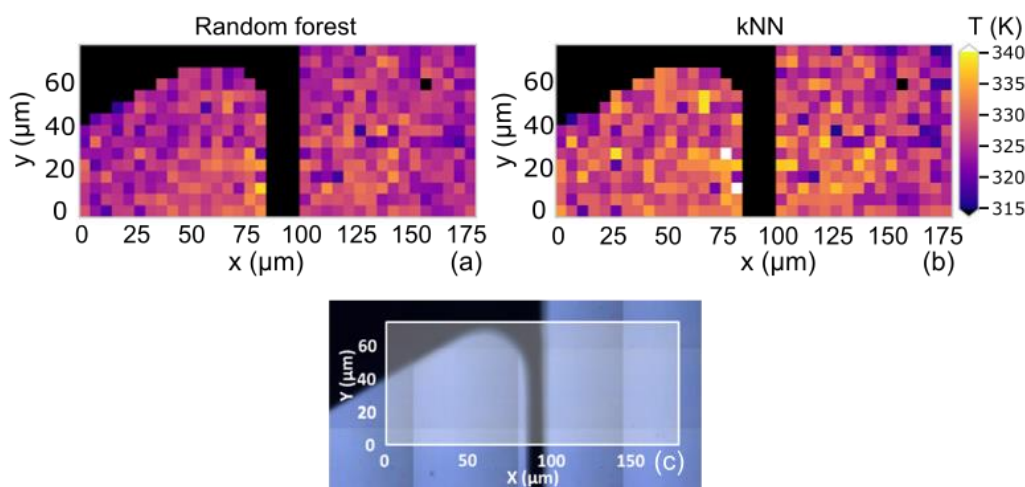 Random forest
kNN
T (K)
60
40
20
0
y (μm)
0 25 50 75 100 125 150 175
x (μm)
(a)
60
40
20
0
y (μm)
0 25 50 75 100 125 150 175
x (μm)
(b)
340
335
330
325
320
315
60
40
20
0
Y (μm)
0 50 100 150
X (μm)
(c)